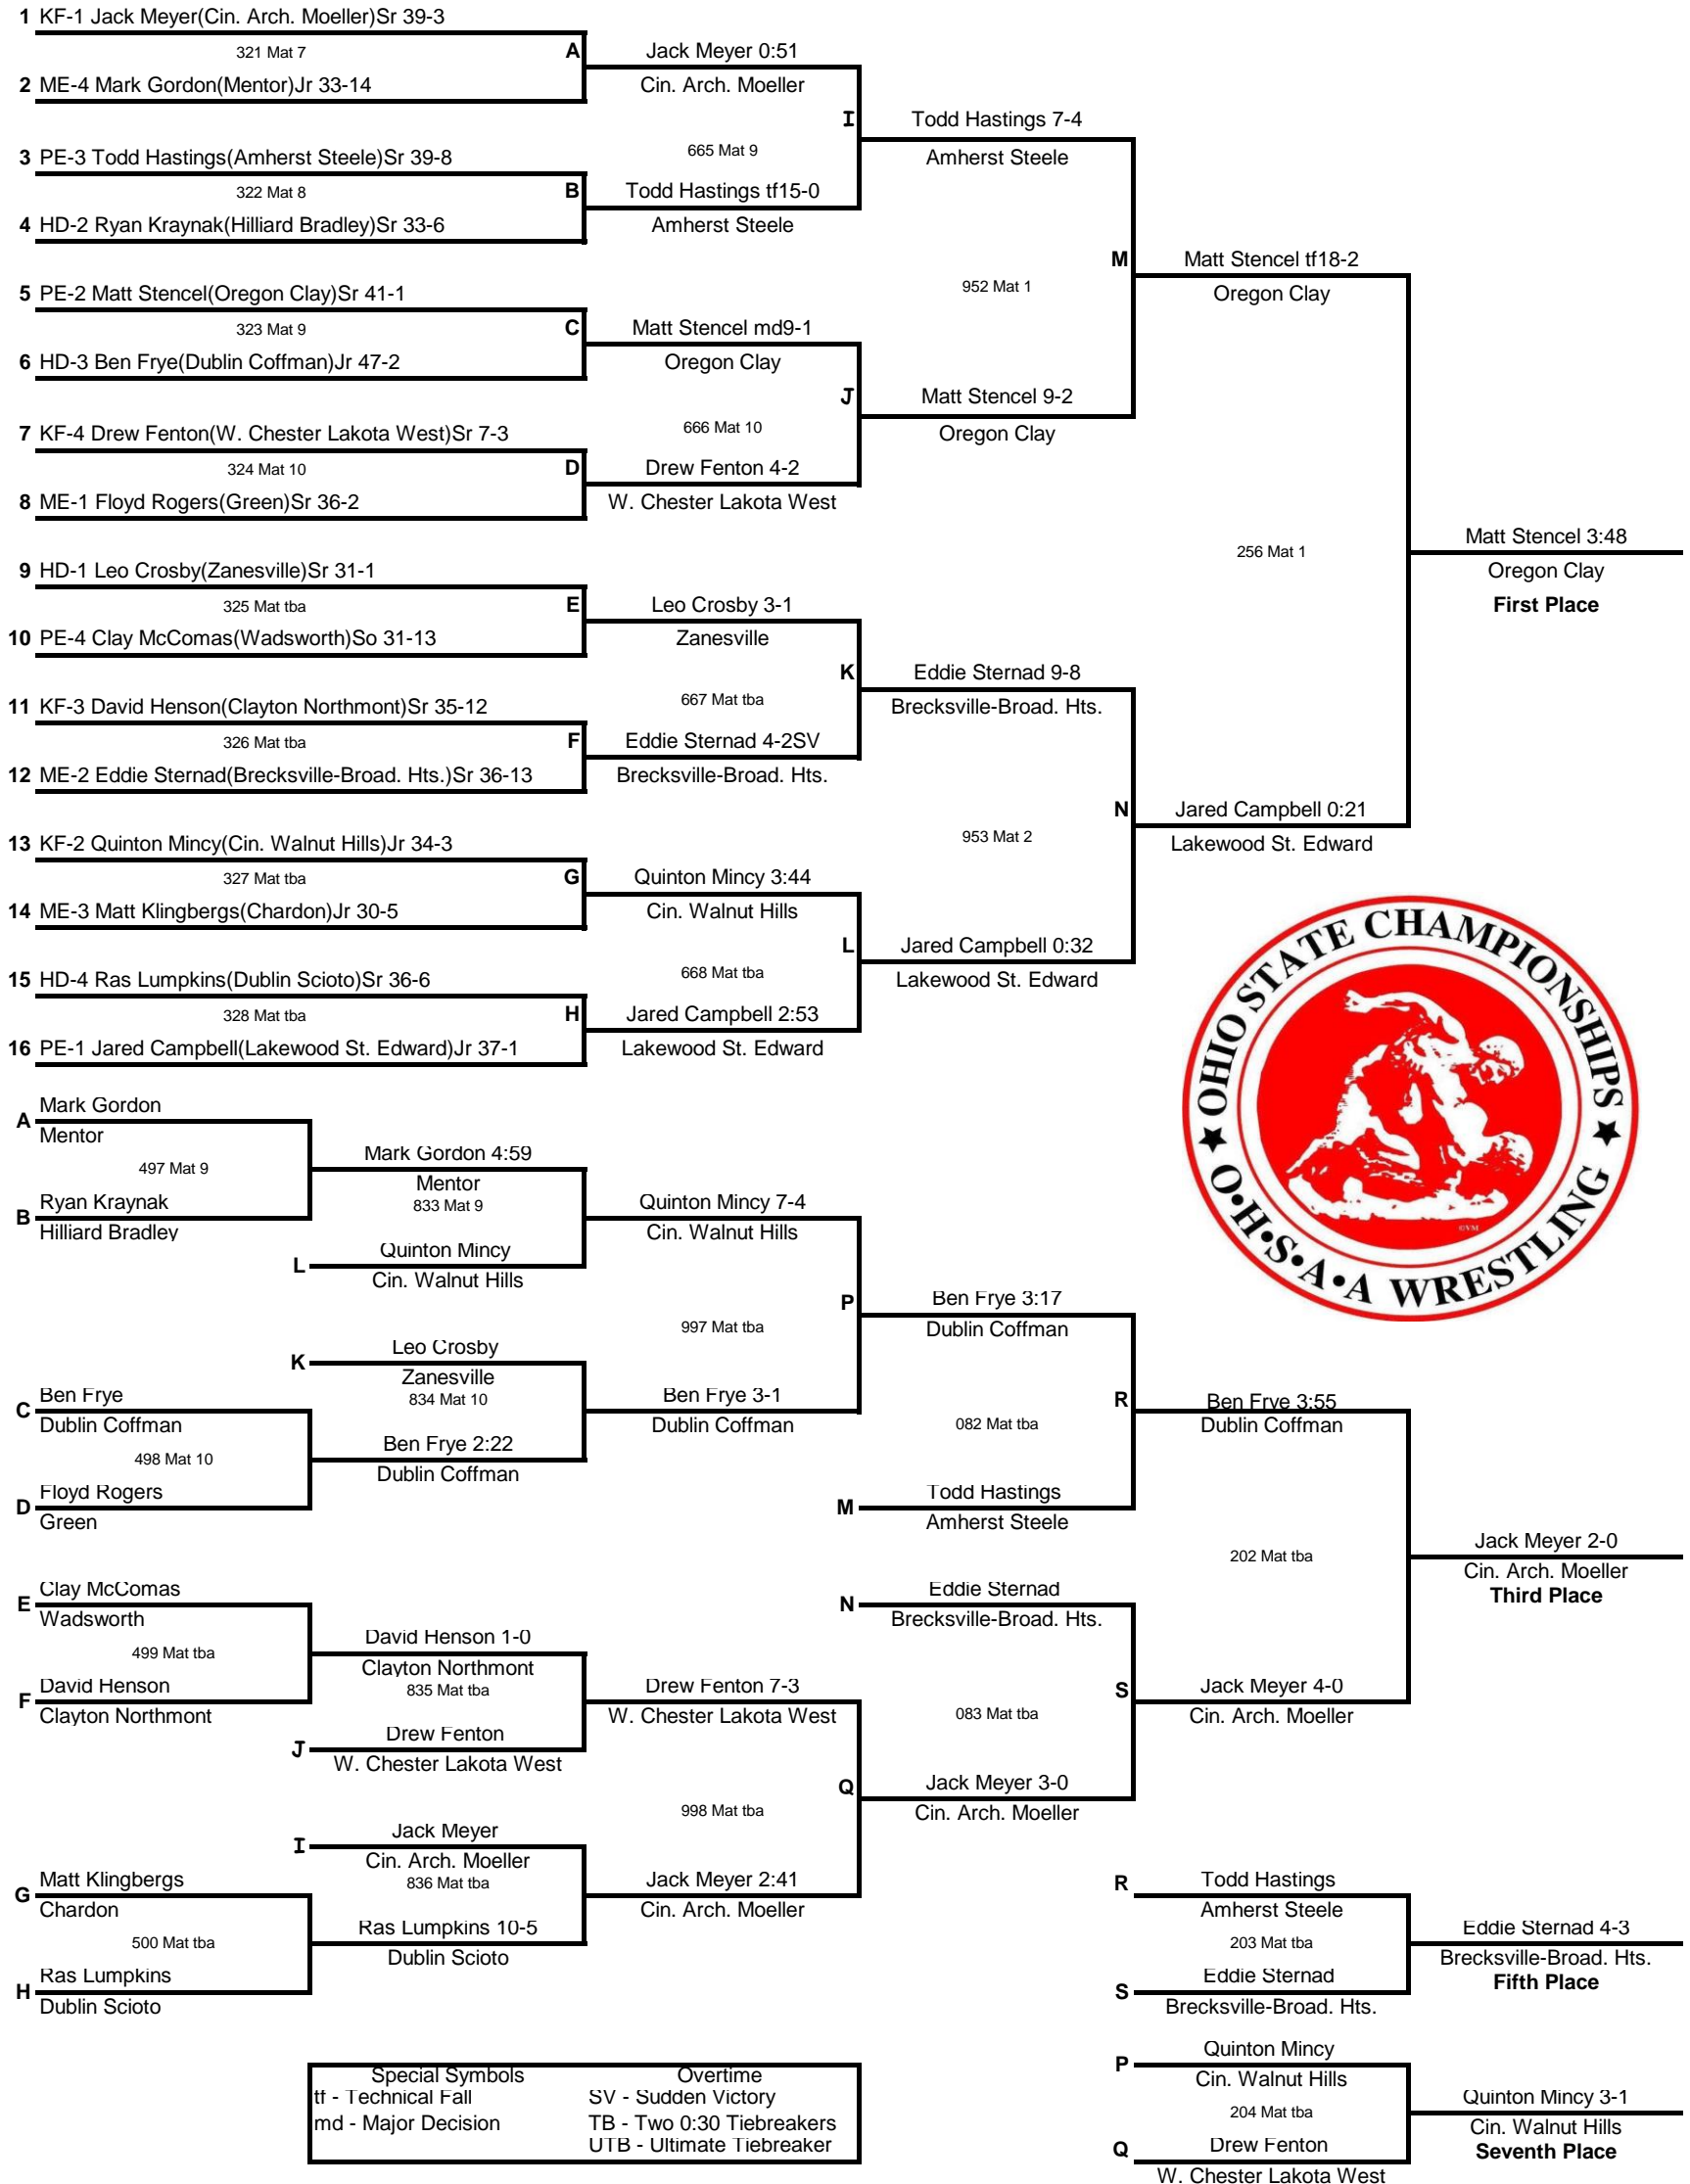 1 KF-1 Jack Meyer(Cin. Arch. Moeller)Sr 39-3
321 Mat 7
A
Jack Meyer 0:51
2 ME-4 Mark Gordon(Mentor)Jr 33-14
Cin. Arch. Moeller
I
Todd Hastings 7-4
3 PE-3 Todd Hastings(Amherst Steele)Sr 39-8
665 Mat 9
Amherst Steele
322 Mat 8
B
Todd Hastings tf15-0
4 HD-2 Ryan Kraynak(Hilliard Bradley)Sr 33-6
Amherst Steele
M
Matt Stencel tf18-2
5 PE-2 Matt Stencel(Oregon Clay)Sr 41-1
952 Mat 1
Oregon Clay
323 Mat 9
C
Matt Stencel md9-1
6 HD-3 Ben Frye(Dublin Coffman)Jr 47-2
Oregon Clay
J
Matt Stencel 9-2
7 KF-4 Drew Fenton(W. Chester Lakota West)Sr 7-3
666 Mat 10
Oregon Clay
324 Mat 10
D
Drew Fenton 4-2
8 ME-1 Floyd Rogers(Green)Sr 36-2
W. Chester Lakota West
256 Mat 1
Matt Stencel 3:48
9 HD-1 Leo Crosby(Zanesville)Sr 31-1
Oregon Clay
325 Mat tba
E
Leo Crosby 3-1
First Place
10 PE-4 Clay McComas(Wadsworth)So 31-13
Zanesville
K
Eddie Sternad 9-8
11 KF-3 David Henson(Clayton Northmont)Sr 35-12
667 Mat tba
Brecksville-Broad. Hts.
326 Mat tba
F
Eddie Sternad 4-2SV
12 ME-2 Eddie Sternad(Brecksville-Broad. Hts.)Sr 36-13
Brecksville-Broad. Hts.
N
Jared Campbell 0:21
13 KF-2 Quinton Mincy(Cin. Walnut Hills)Jr 34-3
953 Mat 2
Lakewood St. Edward
327 Mat tba
G
Quinton Mincy 3:44
14 ME-3 Matt Klingbergs(Chardon)Jr 30-5
Cin. Walnut Hills
L
Jared Campbell 0:32
15 HD-4 Ras Lumpkins(Dublin Scioto)Sr 36-6
668 Mat tba
Lakewood St. Edward
328 Mat tba
H
Jared Campbell 2:53
16 PE-1 Jared Campbell(Lakewood St. Edward)Jr 37-1
Lakewood St. Edward
★ OHIO STATE CHAMPIONSHIPS ★
O•H•S•A•A WRESTLING
©VM
A
Mark Gordon
Mentor
497 Mat 9
Mark Gordon 4:59
Mentor
B
Ryan Kraynak
Hilliard Bradley
833 Mat 9
Quinton Mincy 7-4
Cin. Walnut Hills
L
Quinton Mincy
Cin. Walnut Hills
P
Ben Frye 3:17
Dublin Coffman
997 Mat tba
K
Leo Crosby
Zanesville
834 Mat 10
Ben Frye 3-1
Dublin Coffman
C
Ben Frye
Dublin Coffman
498 Mat 10
Ben Frye 2:22
Dublin Coffman
R
Ben Frye 3:55
Dublin Coffman
082 Mat tba
D
Floyd Rogers
Green
M
Todd Hastings
Amherst Steele
202 Mat tba
Jack Meyer 2-0
Cin. Arch. Moeller
Third Place
E
Clay McComas
Wadsworth
N
Eddie Sternad
Brecksville-Broad. Hts.
499 Mat tba
David Henson 1-0
Clayton Northmont
F
David Henson
Clayton Northmont
835 Mat tba
Drew Fenton 7-3
W. Chester Lakota West
083 Mat tba
S
Jack Meyer 4-0
Cin. Arch. Moeller
J
Drew Fenton
W. Chester Lakota West
998 Mat tba
Q
Jack Meyer 3-0
Cin. Arch. Moeller
I
Jack Meyer
Cin. Arch. Moeller
836 Mat tba
Jack Meyer 2:41
Cin. Arch. Moeller
G
Matt Klingbergs
Chardon
500 Mat tba
Ras Lumpkins 10-5
Dublin Scioto
H
Ras Lumpkins
Dublin Scioto
R
Todd Hastings
Amherst Steele
203 Mat tba
Eddie Sternad 4-3
Brecksville-Broad. Hts.
Fifth Place
S
Eddie Sternad
Brecksville-Broad. Hts.
P
Quinton Mincy
Cin. Walnut Hills
204 Mat tba
Quinton Mincy 3-1
Cin. Walnut Hills
Seventh Place
Q
Drew Fenton
W. Chester Lakota West
Special Symbols
Overtime
tf - Technical Fall
SV - Sudden Victory
md - Major Decision
TB - Two 0:30 Tiebreakers
UTB - Ultimate Tiebreaker